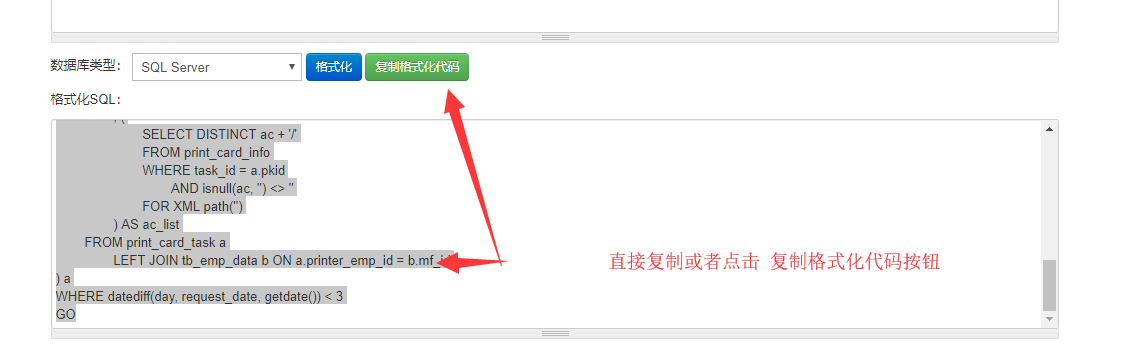 数据库类型： SQL Server 格式化 复制格式化代码
格式化SQL：
SELECT DISTINCT ac + '/'
FROM print_card_info
WHERE task_id = a.pkid
AND isnull(ac, '') <> ''
FOR XML path('')
) AS ac_list
FROM print_card_task a
LEFT JOIN tb_emp_data b ON a.printer_emp_id = b.mf_id
直接复制或者点击 复制格式化代码按钮
) a
WHERE datediff(day, request_date, getdate()) < 3
GO